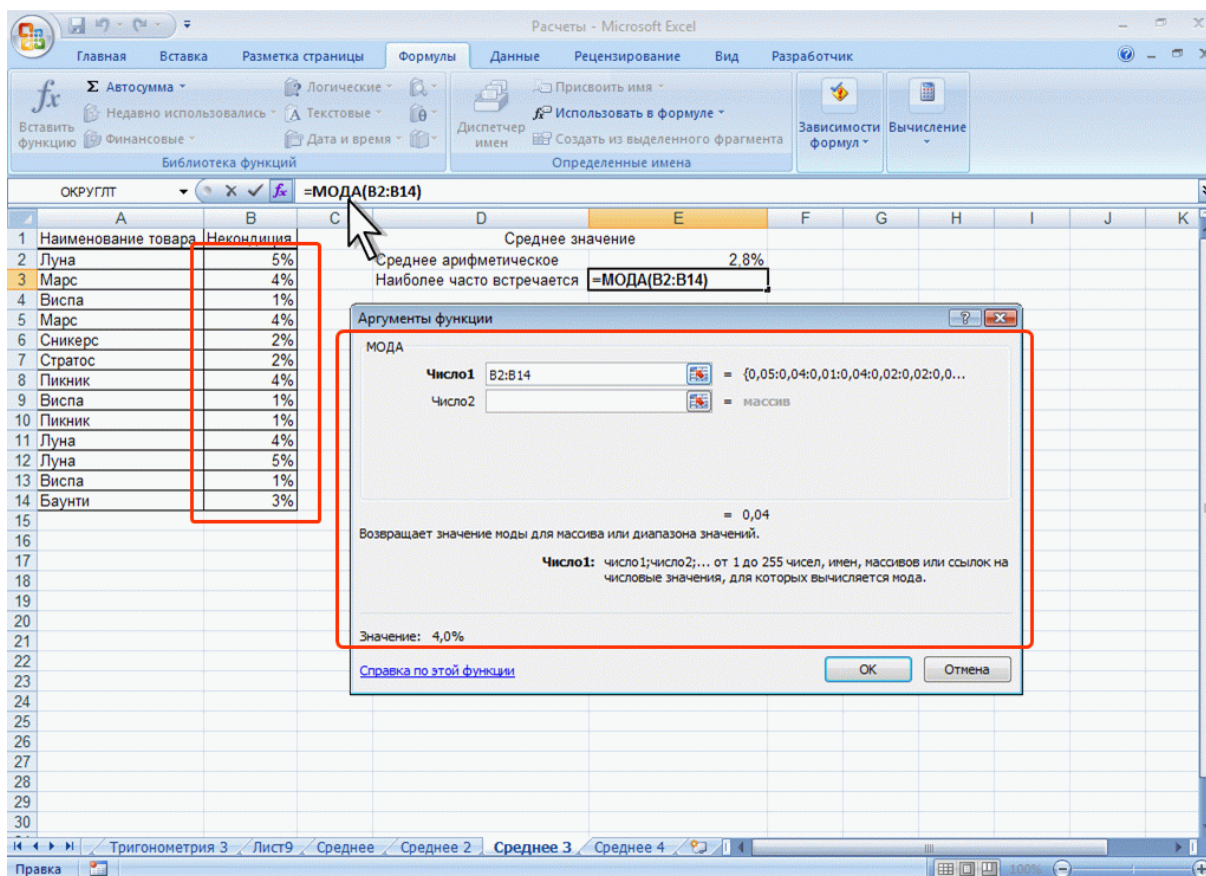 Расчеты - Microsoft Excel
Главная Вставка Разметка страницы Формулы Данные Рецензирование Вид Разработчик
fx Вставить функцию
Σ Автосумма
Недавно использовались
Финансовые
Логические
Текстовые
Дата и время
Библиотека функций
Диспетчер имен
Присвоить имя
Использовать в формуле
Создать из выделенного фрагмента
Определенные имена
Зависимости формул
Вычисление
ОКРУГЛТ fx =МОДА(B2:B14)
A B C D E F G H I J K
1 Наименование товара Некондиция Среднее значение
2 Луна 5% Среднее арифметическое 2,8%
3 Марс 4% Наиболее часто встречается =МОДА(B2:B14)
4 Виспа 1%
5 Марс 4%
6 Сникерс 2%
7 Стратос 2%
8 Пикник 4%
9 Виспа 1%
10 Пикник 1%
11 Луна 4%
12 Луна 5%
13 Виспа 1%
14 Баунти 3%
15
16
17
18
19
20
21
22
23
24
25
26
27
28
29
30
Аргументы функции
МОДА
Число1 B2:B14 = {0,05:0,04:0,01:0,04:0,02:0,02:0,0...
Число2 = массив
= 0,04
Возвращает значение моды для массива или диапазона значений.
Число1: число1;число2;... от 1 до 255 чисел, имен, массивов или ссылок на
числовые значения, для которых вычисляется мода.
Значение: 4,0%
Справка по этой функции OK Отмена
Тригонометрия 3 Лист9 Среднее Среднее 2 Среднее 3 Среднее 4
Правка 100%